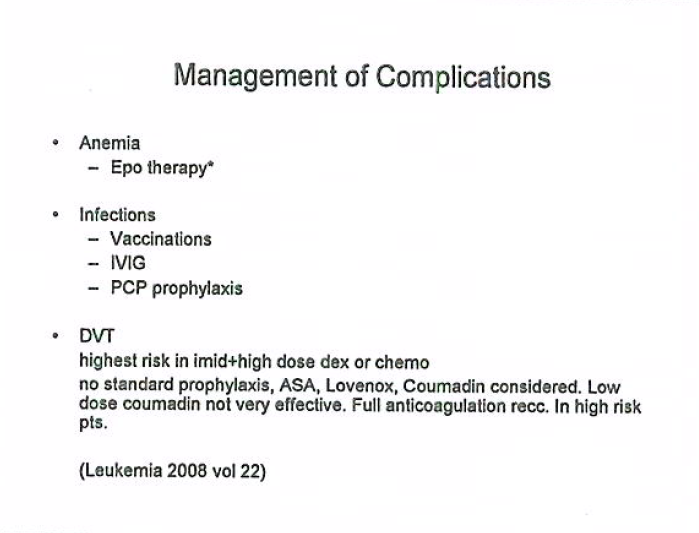 Management of Complications
• Anemia
– Epo therapy*
• Infections
– Vaccinations
– IVIG
– PCP prophylaxis
• DVT
highest risk in imid+high dose dex or chemo
no standard prophylaxis, ASA, Lovenox, Coumadin considered. Low
dose coumadin not very effective. Full anticoagulation recc. In high risk
pts.
(Leukemia 2008 vol 22)